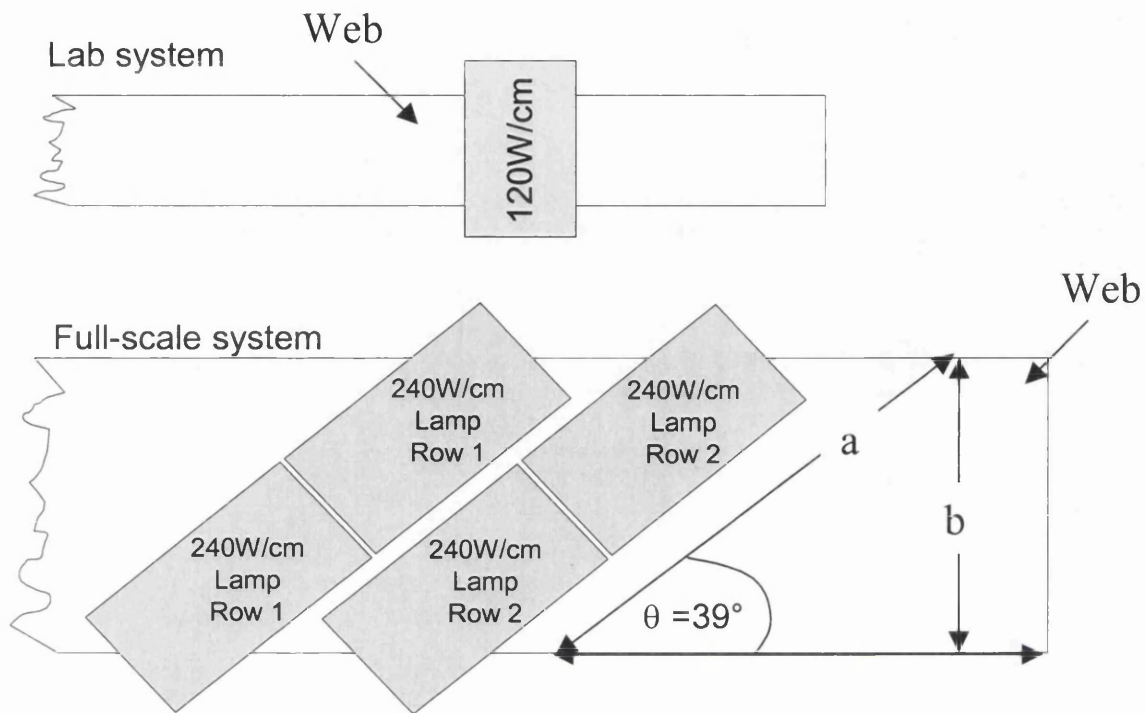 Web
Lab system
120W/cm
Web
Full-scale system
240W/cm
Lamp
Row 1
240W/cm
Lamp
Row 2
a
b
240W/cm
Lamp
Row 1
240W/cm
Lamp
Row 2
θ =39°